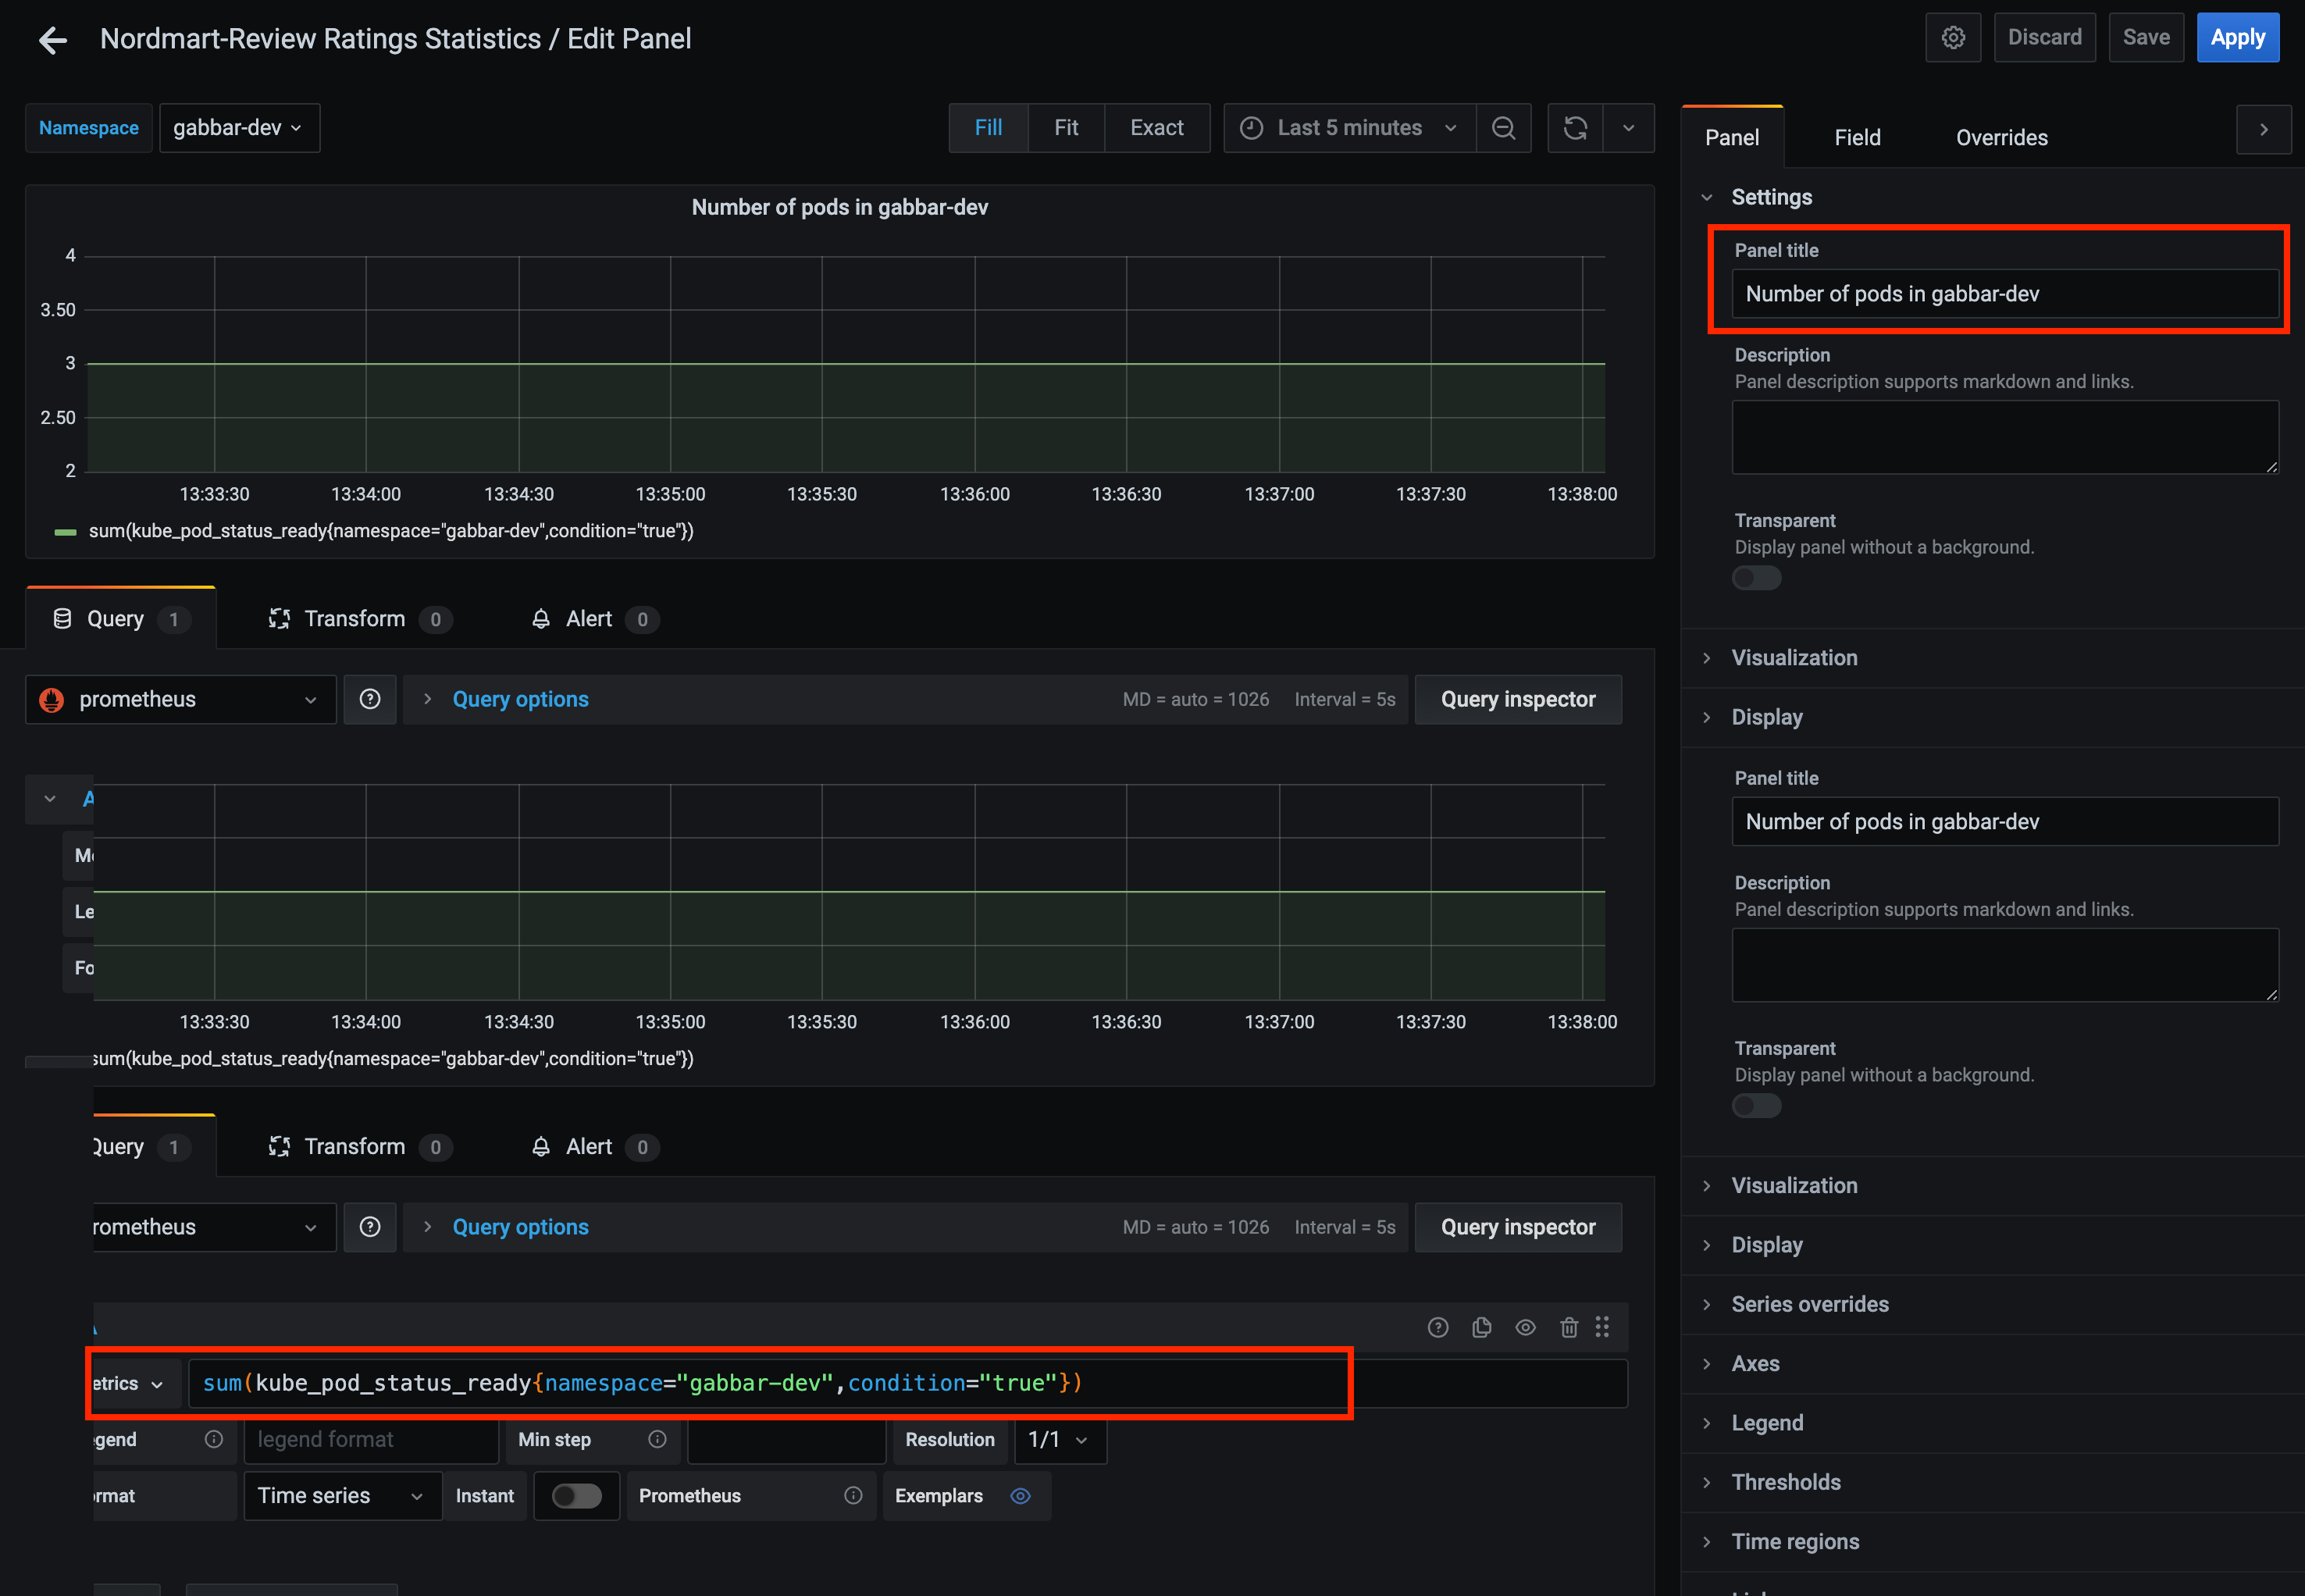 Nordmart-Review Ratings Statistics / Edit Panel
Discard
Save
Apply
Namespace
gabbar-dev
Fill
Fit
Exact
Last 5 minutes
Number of pods in gabbar-dev
4
3.50
3
2.50
2
13:33:30 13:34:00 13:34:30 13:35:00 13:35:30 13:36:00 13:36:30 13:37:00 13:37:30 13:38:00
sum(kube_pod_status_ready{namespace="gabbar-dev",condition="true"})
Query 1
Transform 0
Alert 0
prometheus
Query options
MD = auto = 1026
Interval = 5s
Query inspector
A
Me
Le
Fo
13:33:30 13:34:00 13:34:30 13:35:00 13:35:30 13:36:00 13:36:30 13:37:00 13:37:30 13:38:00
sum(kube_pod_status_ready{namespace="gabbar-dev",condition="true"})
Query 1
Transform 0
Alert 0
rometheus
Query options
MD = auto = 1026
Interval = 5s
Query inspector
etrics
sum(kube_pod_status_ready{namespace="gabbar-dev",condition="true"})
gend
legend format
Min step
Resolution
1/1
rmat
Time series
Instant
Prometheus
Exemplars
Panel
Field
Overrides
Settings
Panel title
Number of pods in gabbar-dev
Description
Panel description supports markdown and links.
Transparent
Display panel without a background.
Visualization
Display
Panel title
Number of pods in gabbar-dev
Description
Panel description supports markdown and links.
Transparent
Display panel without a background.
Visualization
Display
Series overrides
Axes
Legend
Thresholds
Time regions